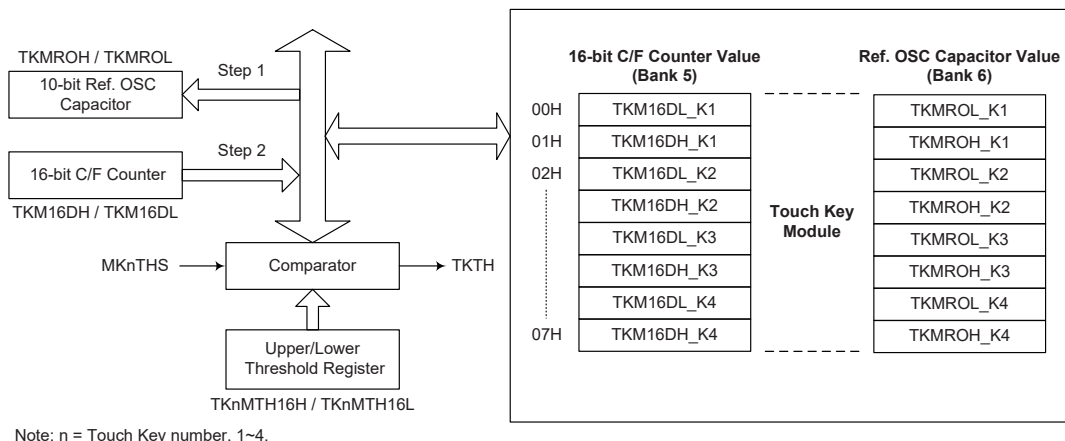 TKMROH / TKMROL
10-bit Ref. OSC
Capacitor
Step 1
Step 2
16-bit C/F Counter
TKM16DH / TKM16DL
MKnTHS
Comparator
TKTH
Upper/Lower
Threshold Register
TKnMTH16H / TKnMTH16L
Note: n = Touch Key number, 1~4.
16-bit C/F Counter Value
(Bank 5)
00H
01H
02H
07H
TKM16DL_K1
TKM16DH_K1
TKM16DL_K2
TKM16DH_K2
TKM16DL_K3
TKM16DH_K3
TKM16DL_K4
TKM16DH_K4
Touch Key
Module
Ref. OSC Capacitor Value
(Bank 6)
TKMROL_K1
TKMROH_K1
TKMROL_K2
TKMROH_K2
TKMROL_K3
TKMROH_K3
TKMROL_K4
TKMROH_K4